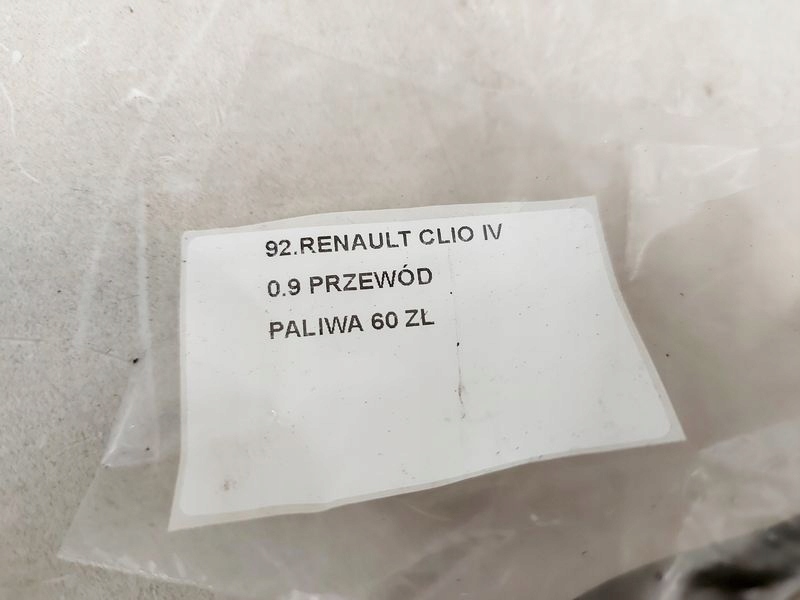 92.RENAULT CLIO IV
0.9 PRZEWÓD
PALIWA 60 ZŁ